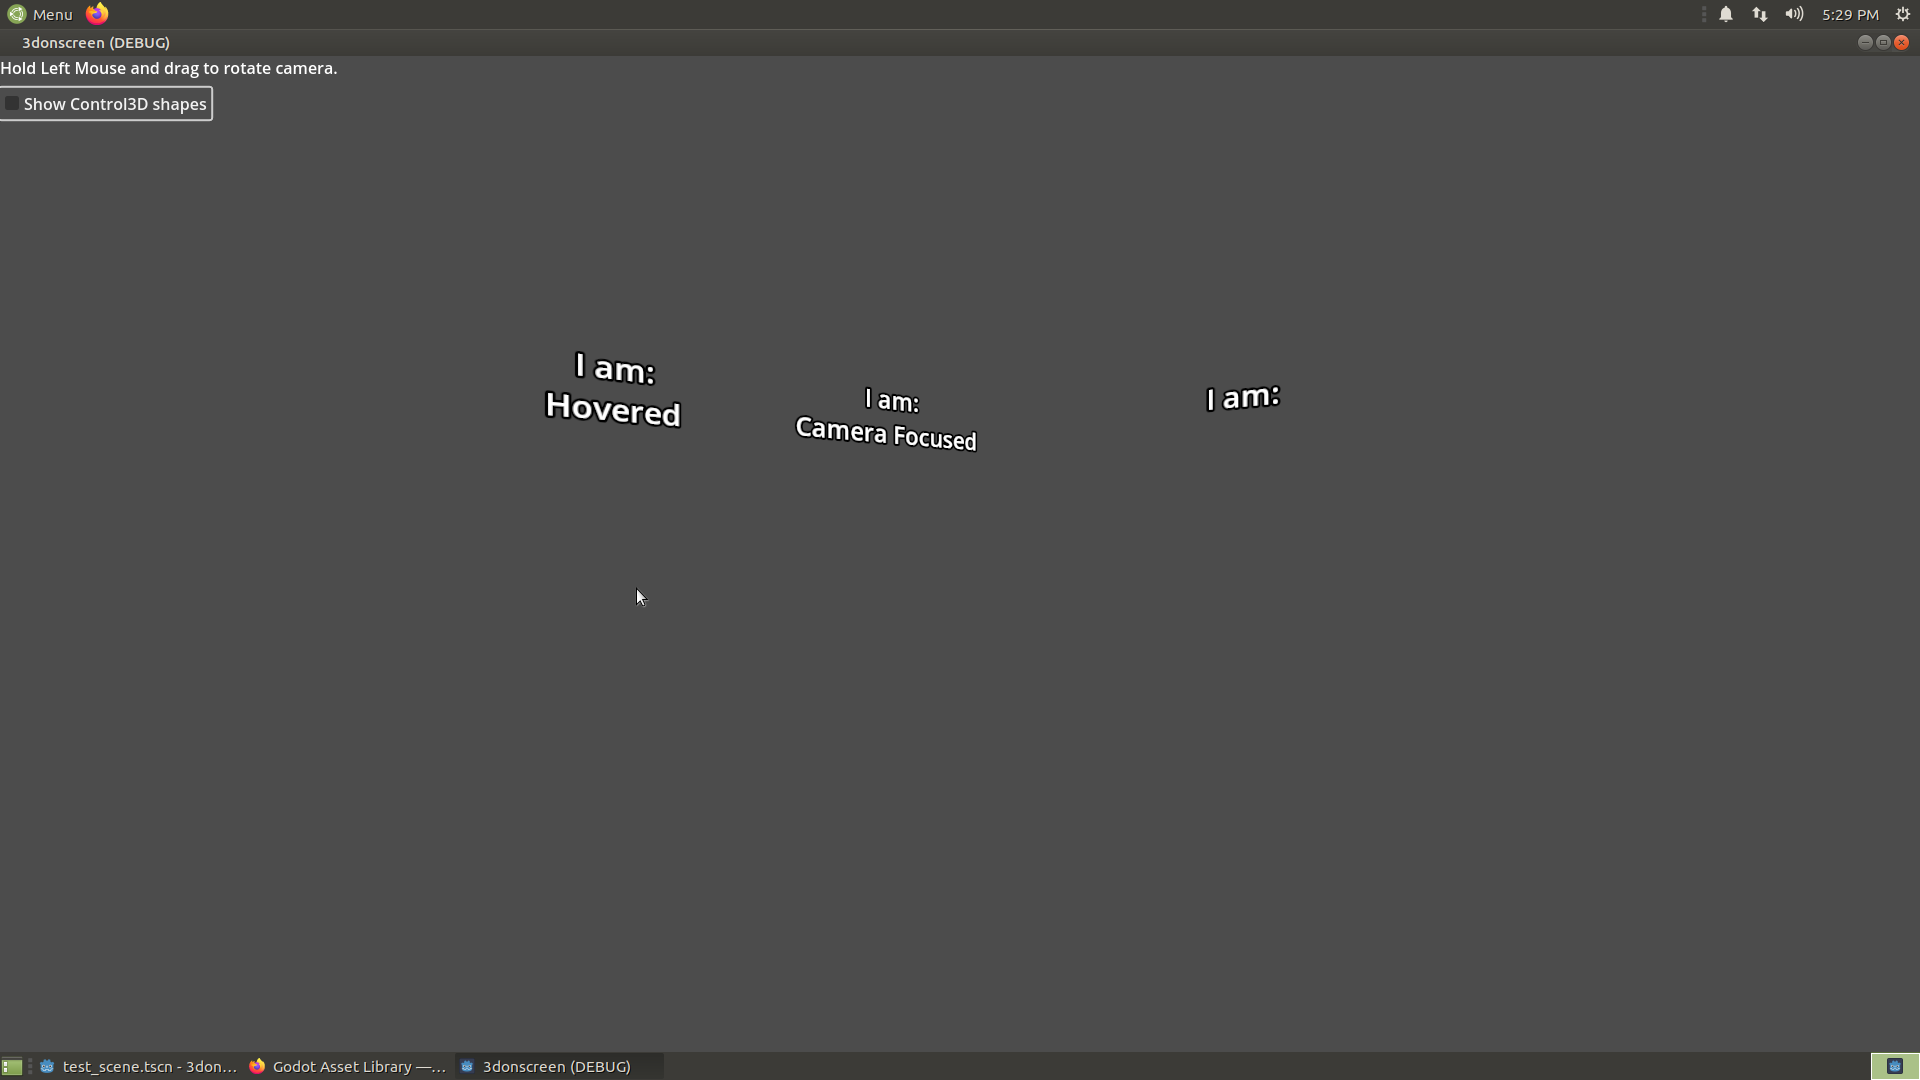 Menu
5:29 PM
3donscreen (DEBUG)
Hold Left Mouse and drag to rotate camera.
Show Control3D shapes
I am:
Hovered
I am:
Camera Focused
I am:
test_scene.tscn - 3don...
Godot Asset Library —...
3donscreen (DEBUG)